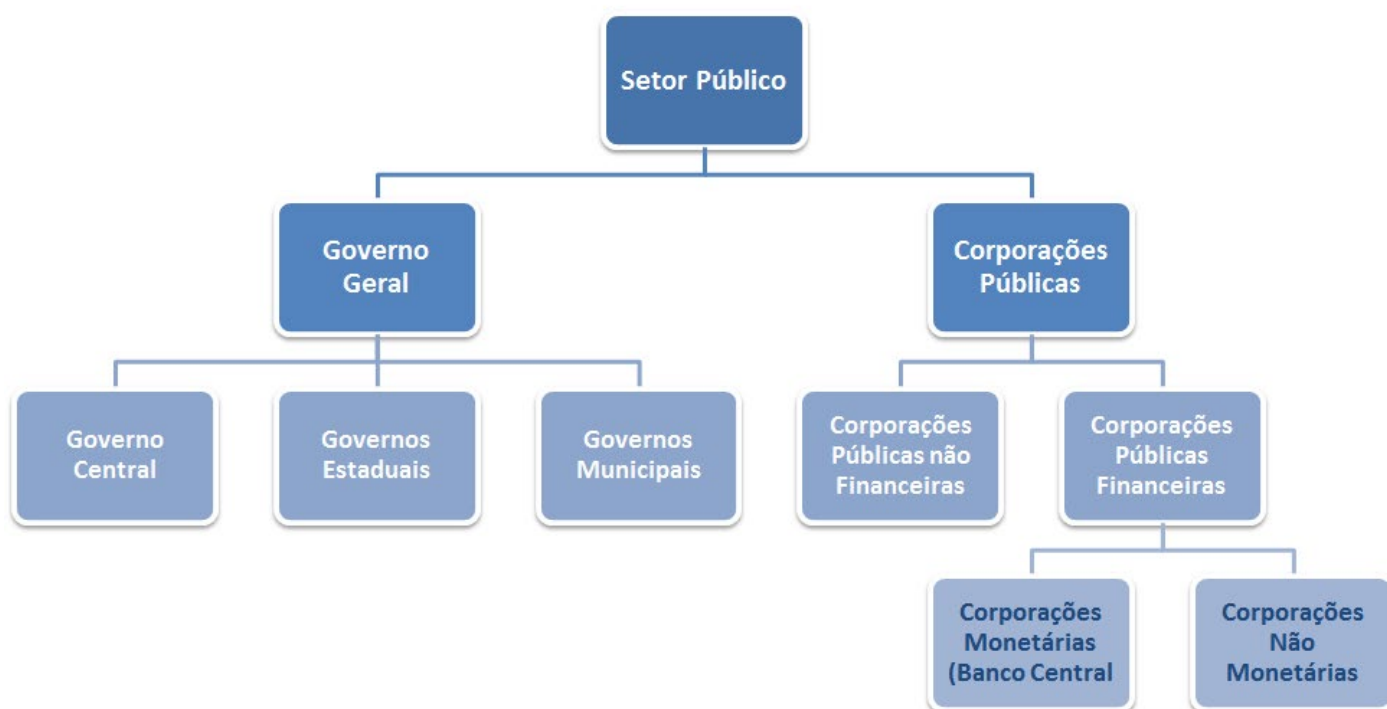 Setor Público
Governo
Geral
Corporações
Públicas
Governo
Central
Governos
Estaduais
Governos
Municipais
Corporações
Públicas não
Financeiras
Corporações
Públicas
Financeiras
Corporações
Monetárias
(Banco Central
Corporações
Não
Monetárias